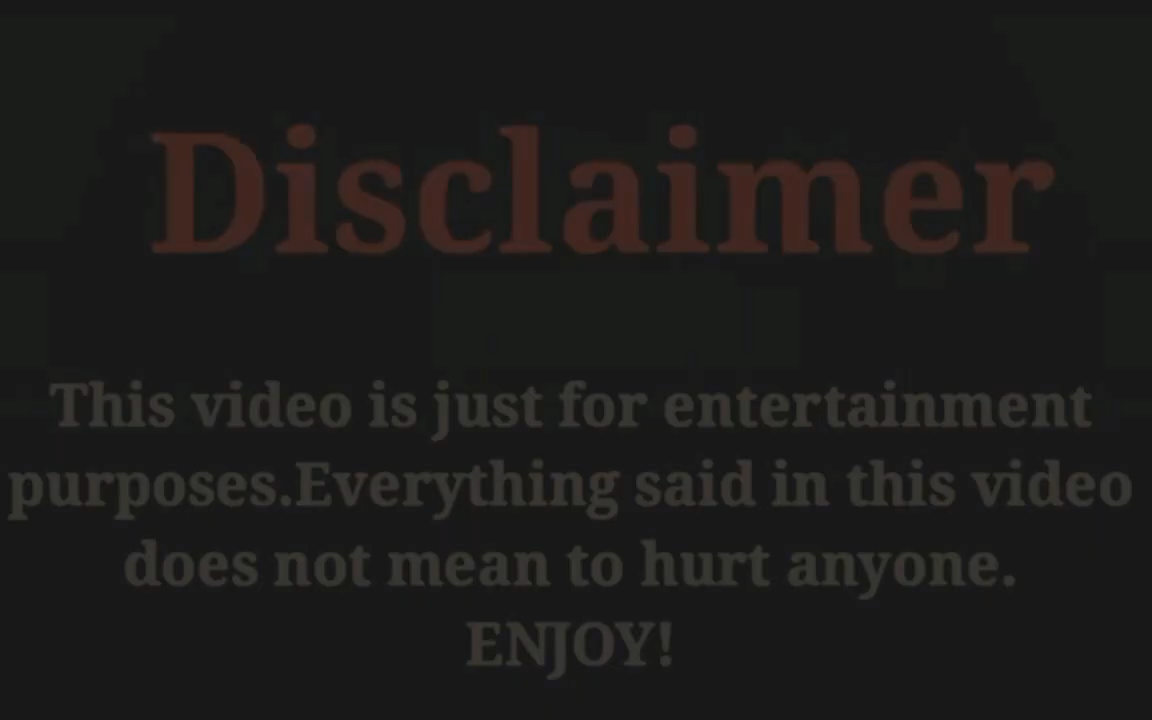 Disclaimer
This video is just for entertainment
purposes.Everything said in this video
does not mean to hurt anyone.
ENJOY!